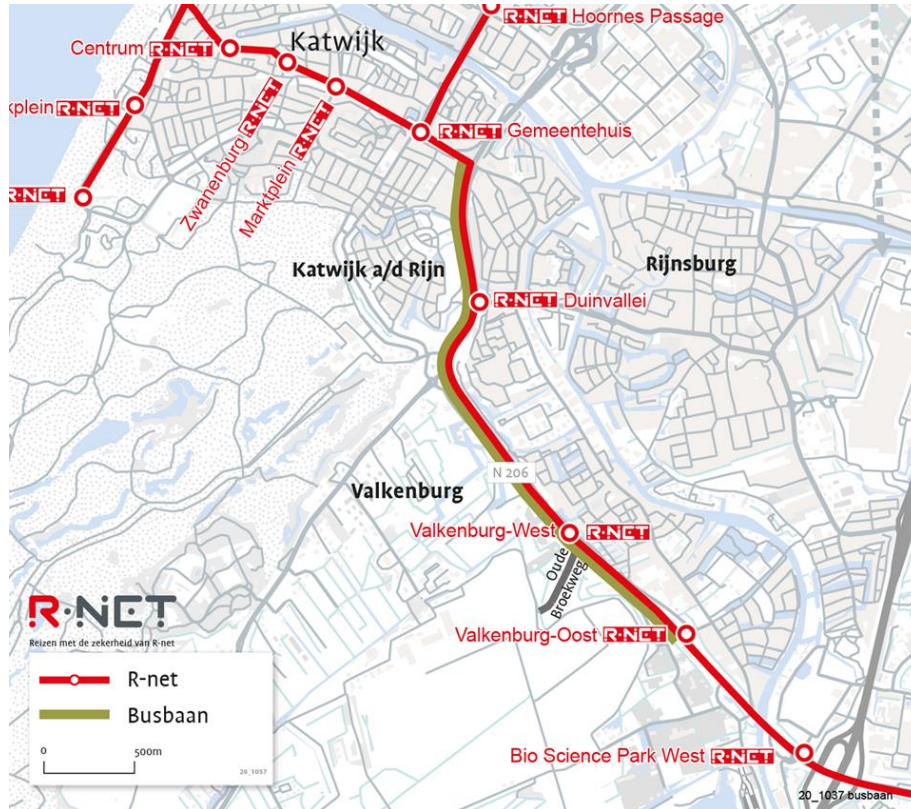 R-NET Hoornes Passage
Centrum R-NET
Katwijk
kplein R-NET
R-NET Gemeentehuis
Zwanenburg R-NET
Marktplein R-NET
R-NET
Katwijk a/d Rijn
Rijnsburg
R-NET Duinvallei
N 206
Valkenburg
Valkenburg-West R-NET
Oude
Broekweg
R-NET
Reizen met de zekerheid van R-net
Valkenburg-Oost R-NET
R-net
Busbaan
0 500m
20_1037
Bio Science Park West R-NET
20_1037 busbaan